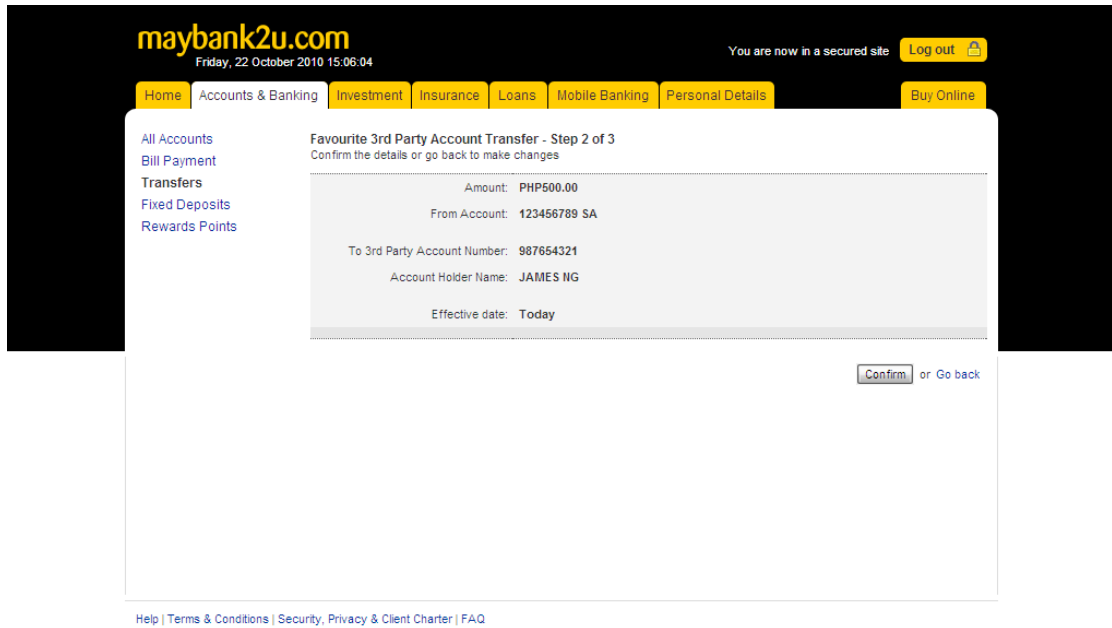 maybank2u.com
Friday, 22 October 2010 15:06:04
You are now in a secured site
Log out
Home
Accounts & Banking
Investment
Insurance
Loans
Mobile Banking
Personal Details
Buy Online
All Accounts
Bill Payment
Transfers
Fixed Deposits
Rewards Points
Favourite 3rd Party Account Transfer - Step 2 of 3
Confirm the details or go back to make changes
Amount: PHP500.00
From Account: 123456789 SA
To 3rd Party Account Number: 987654321
Account Holder Name: JAMES NG
Effective date: Today
Confirm or Go back
Help | Terms & Conditions | Security, Privacy & Client Charter | FAQ